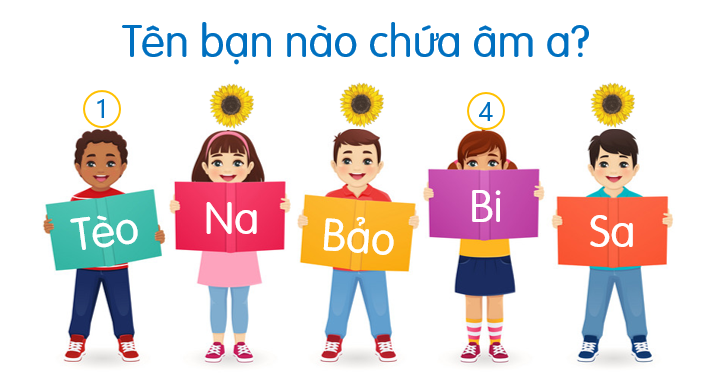 Tên bạn nào chứa âm a?
1
4
Tèo
Na
Bảo
Bi
Sa